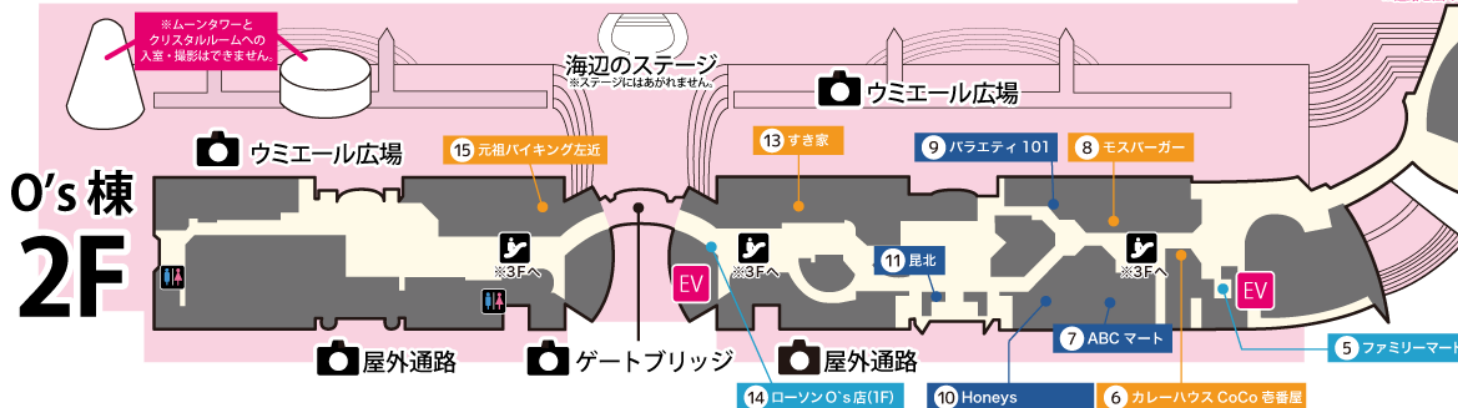 ※ムーンタワーと
クリスタルルームへの
入室・撮影はできません。
海辺のステージ
※ステージにはあがれません。
ウミエール広場
ウミエール広場
15 元祖バイキング左近
13 すき家
9 バラエティ 101
8 モスバーガー
O's 棟
2F
※3Fへ
EV
※3Fへ
11 昆北
※3Fへ
EV
屋外通路
ゲートブリッジ
屋外通路
7 ABC マート
5 ファミリーマート
14 ローソンO`s店(1F)
10 Honeys
6 カレーハウス CoCo 壱番屋